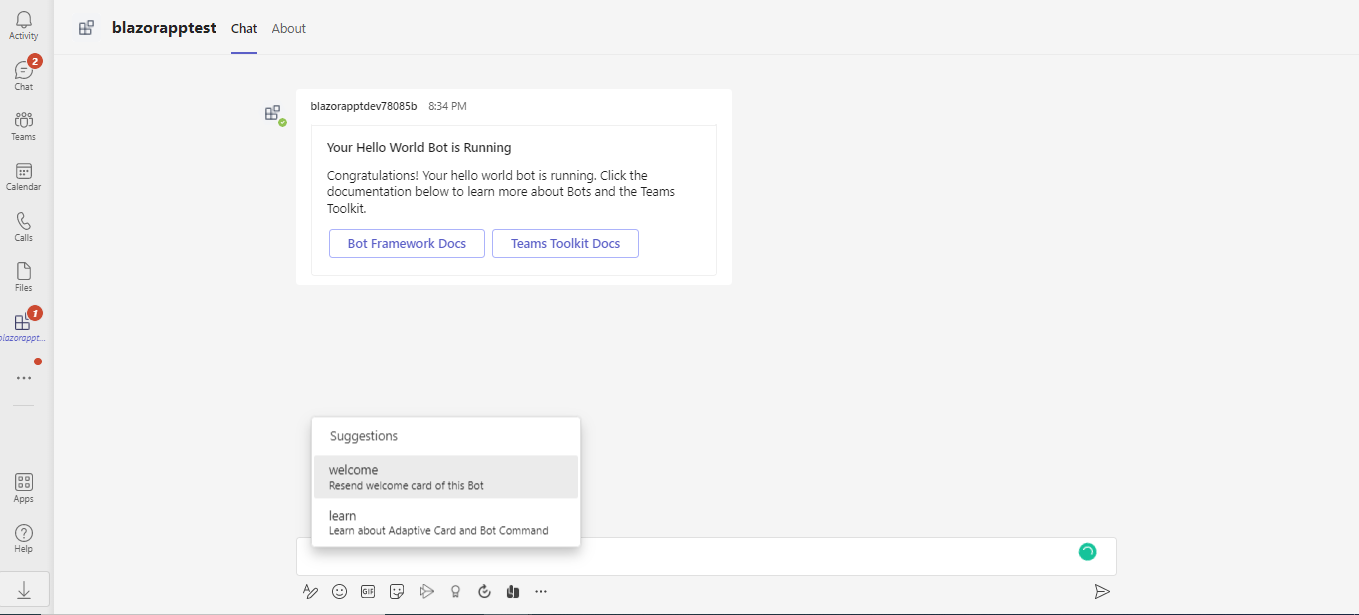 Activity
2
Chat
Teams
Calendar
Calls
Files
1
blazorappt...
Apps
Help
blazorapptest Chat About
blazorapptdev78085b 8:34 PM
Your Hello World Bot is Running
Congratulations! Your hello world bot is running. Click the
documentation below to learn more about Bots and the Teams
Toolkit.
Bot Framework Docs Teams Toolkit Docs
Suggestions
welcome
Resend welcome card of this Bot
learn
Learn about Adaptive Card and Bot Command
GIF